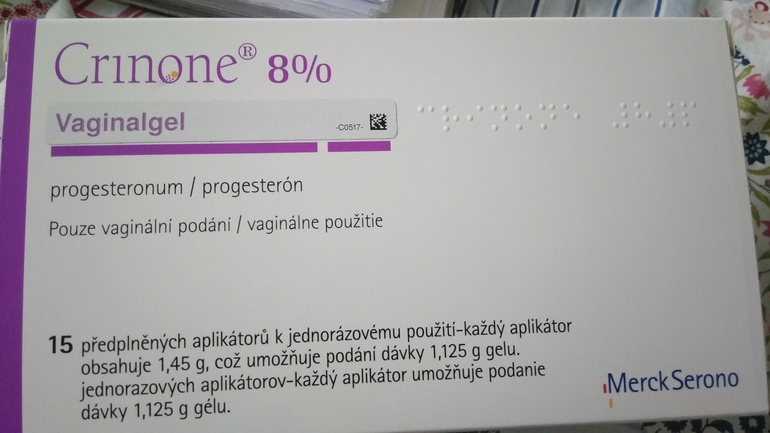 Crinone® 8%
Vaginalgel
-C0517-
progesteronum / progesterón
Pouze vaginální podání / vaginálne použitie
15 předplněných aplikátorů k jednorázovému použití-každý aplikátor
obsahuje 1,45 g, což umožňuje podání dávky 1,125 g gelu.
jednorazových aplikátorov-každý aplikátor umožňuje podanie
dávky 1,125 g gélu.
MerckSerono